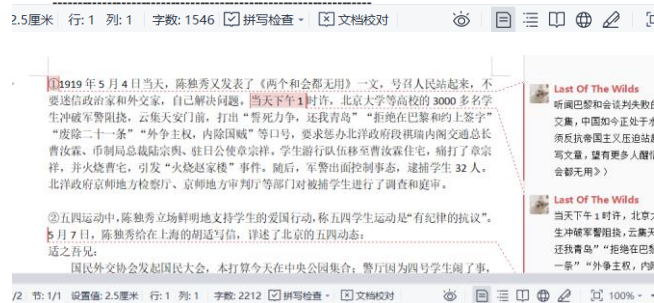 2.5厘米 行: 1 列: 1 字数: 1546 拼写检查 文档校对
①1919年5月4日当天，陈独秀又发表了《两个和会都无用》一文，号召人民站起来，不
要迷信政治家和外交家，自己解决问题，当天下午1时许，北京大学等高校的3000多名学
生冲破军警阻挠，云集天安门前，打出“誓死力争，还我青岛”“拒绝在巴黎和约上签字”
“废除二十一条”“外争主权，内除国贼”等口号，要求惩办北洋政府段祺瑞内阁交通总长
曹汝霖、币制局总裁陆宗舆、驻日公使章宗祥，学生游行队伍移至曹汝霖住宅，痛打了章宗
祥，并火烧曹宅，引发“火烧赵家楼”事件。随后，军警出面控制事态，逮捕学生32人。
北洋政府京师地方检察厅、京师地方审判厅等部门对被捕学生进行了调查和庭审。
②五四运动中，陈独秀立场鲜明地支持学生的爱国行动，称五四学生运动是“有纪律的抗议”。
5月7日，陈独秀给在上海的胡适写信，详述了北京的五四动态：
适之吾兄：
国民外交协会发起国民大会，本打算今天在中央公园集合；警厅因为四号学生闹了事，
Last Of The Wilds
听闻巴黎和会谈判失败的
交集，中国如今正处于水
须反抗帝国主义压迫站起
写文章，望有更多人醒悟
会都无用》）
Last Of The Wilds
当天下午1时许，北京大
生冲破军警阻挠，云集天
还我青岛”“拒绝在巴黎
一条”“外争主权，内除
/2 节: 1/1 设置值: 2.5厘米 行: 1 列: 1 字数: 2212 拼写检查 文档校对 100%